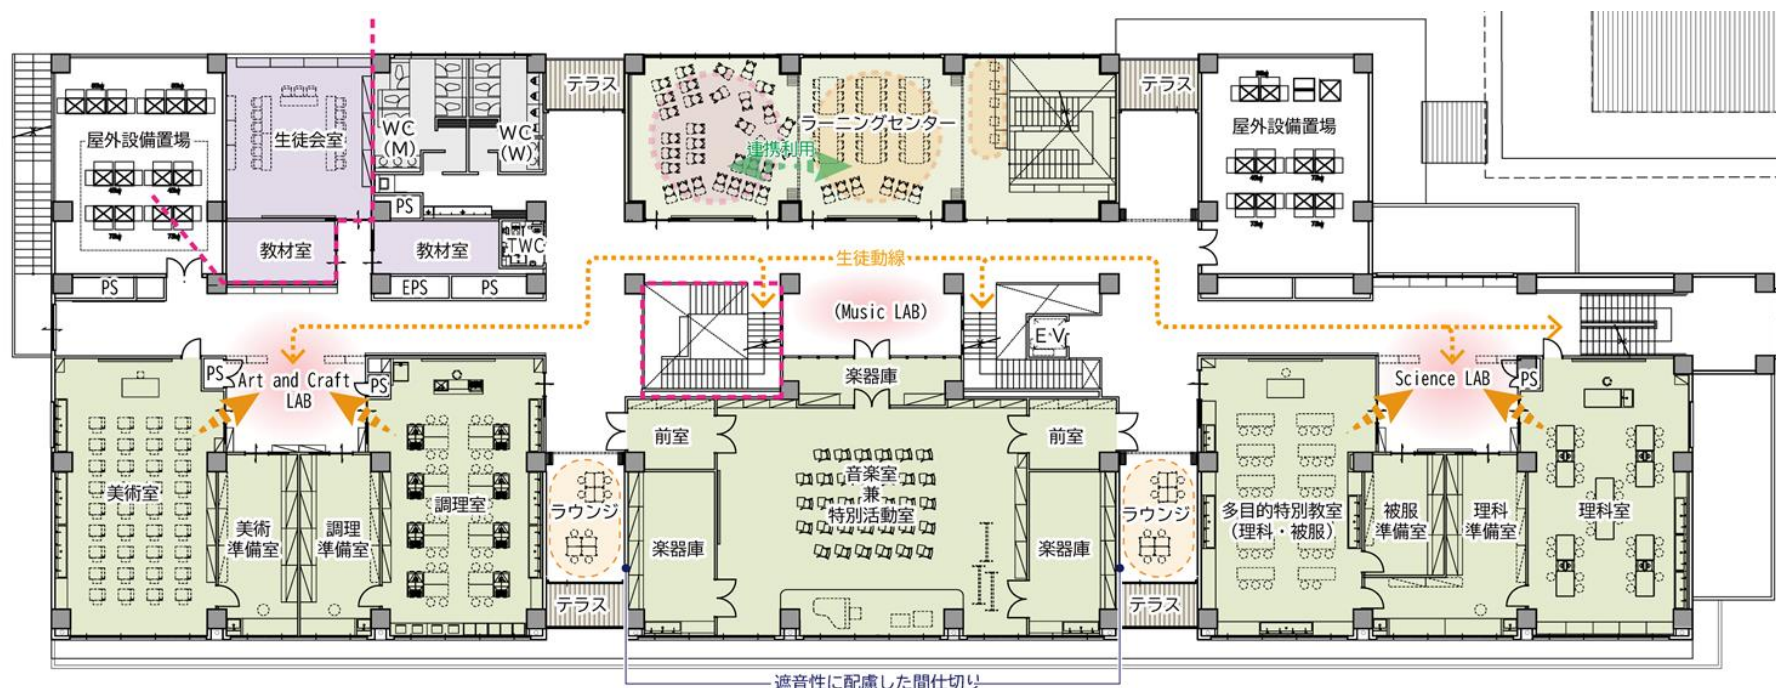 テラス
テラス
屋外設備置場
生徒会室
WC
(M)
WC
(W)
ラーニングセンター
連携利用
屋外設備置場
PS
教材室
教材室
TWC
生徒動線
PS
EPS
PS
(Music LAB)
E・V
PS
Art and Craft
LAB
PS
楽器庫
Science LAB
PS
前室
前室
美術室
調理室
ラウンジ
音楽室
兼
特別活動室
ラウンジ
多目的特別教室
(理科・被服)
被服
準備室
理科
準備室
理科室
美術
準備室
調理
準備室
楽器庫
楽器庫
テラス
テラス
遮音性に配慮した間仕切り